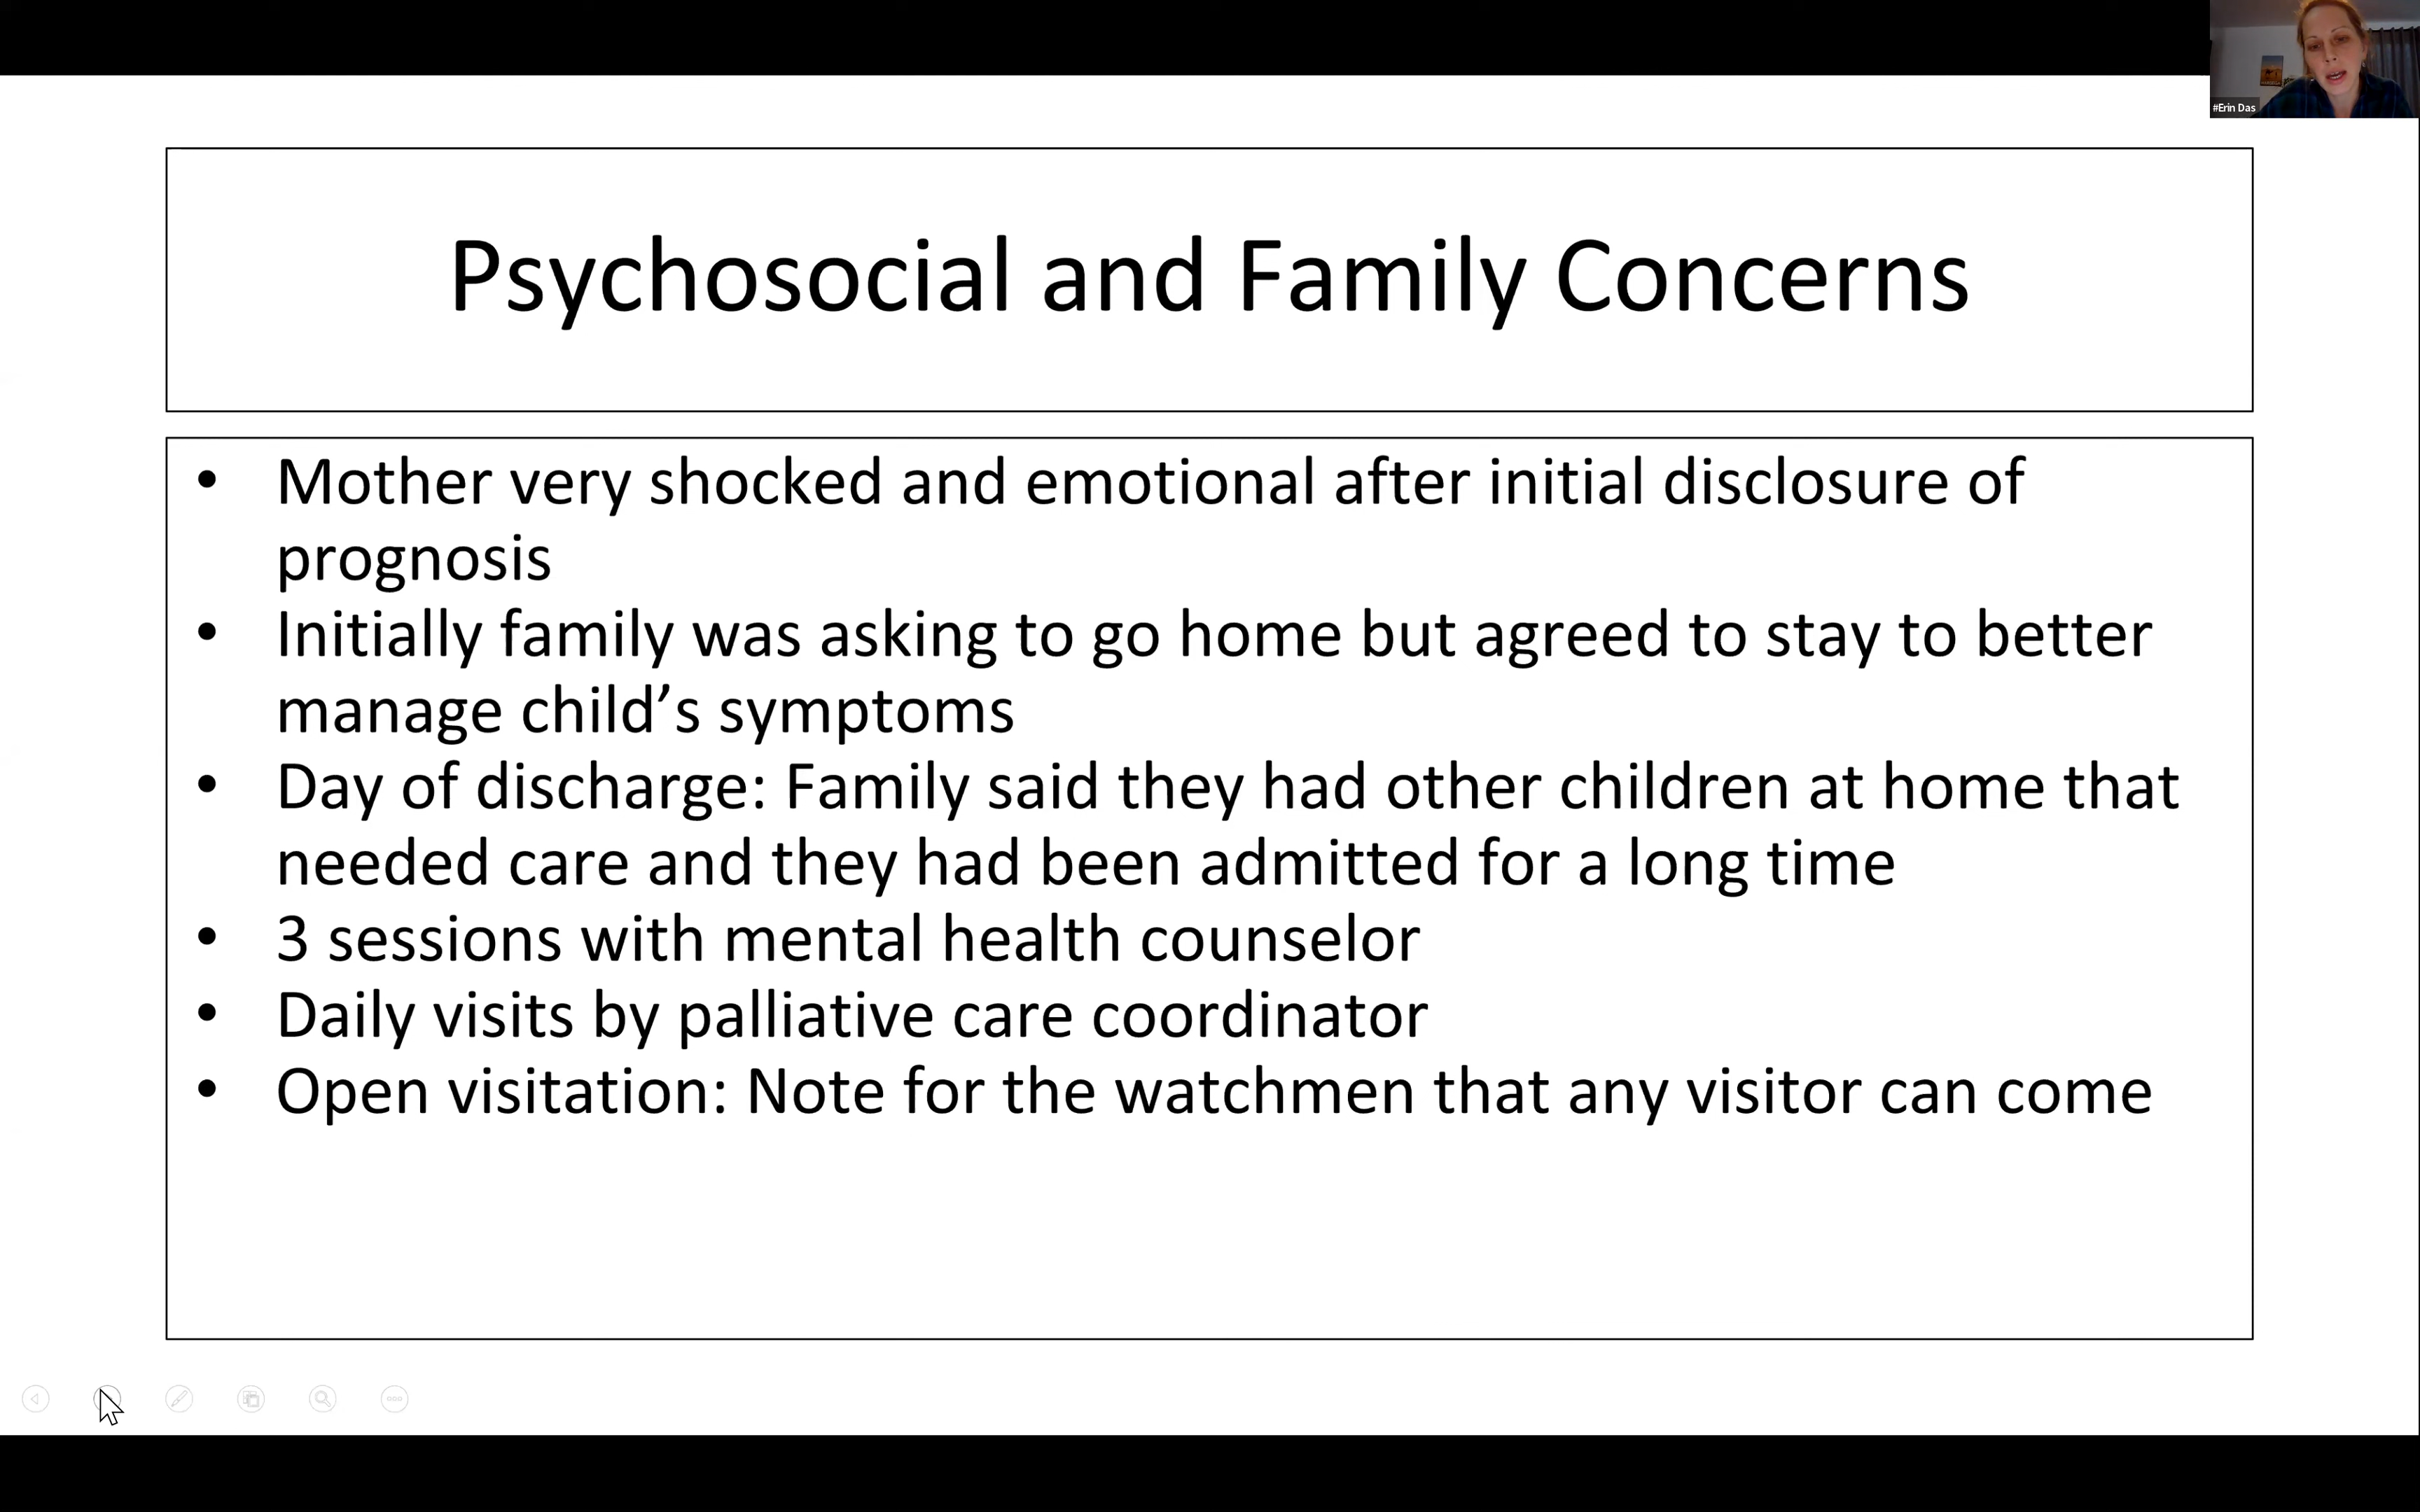 #Erin Das
Psychosocial and Family Concerns
• Mother very shocked and emotional after initial disclosure of
prognosis
• Initially family was asking to go home but agreed to stay to better
manage child’s symptoms
• Day of discharge: Family said they had other children at home that
needed care and they had been admitted for a long time
• 3 sessions with mental health counselor
• Daily visits by palliative care coordinator
• Open visitation: Note for the watchmen that any visitor can come